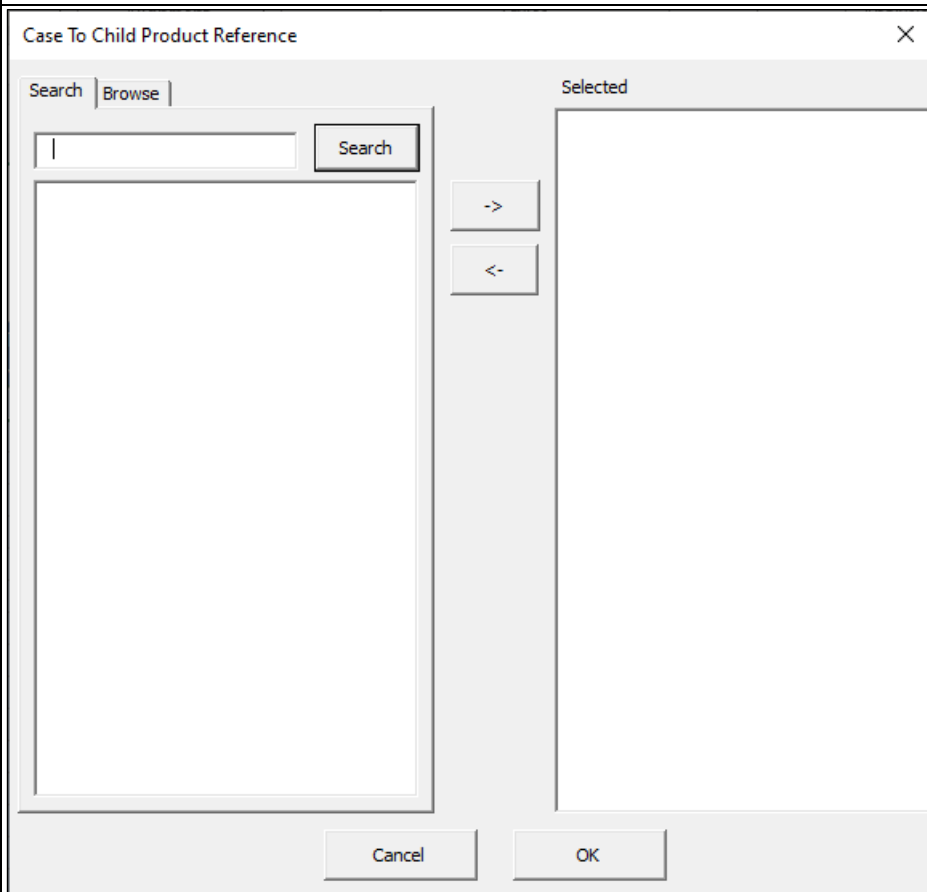 Case To Child Product Reference
Search Browse
Selected
Search
->
<-
Cancel OK